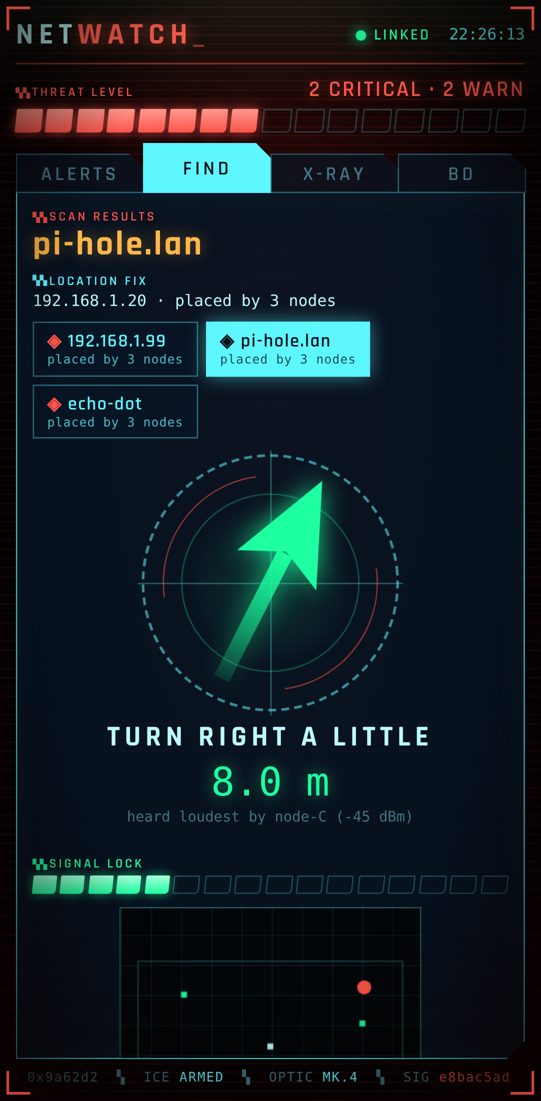 NETWATCH_
LINKED 22:26:13
THREAT LEVEL
2 CRITICAL · 2 WARN
ALERTS FIND X-RAY BD
SCAN RESULTS
pi-hole.lan
LOCATION FIX
192.168.1.20 · placed by 3 nodes
192.168.1.99
placed by 3 nodes
pi-hole.lan
placed by 3 nodes
echo-dot
placed by 3 nodes
TURN RIGHT A LITTLE
8.0 m
heard loudest by node-C (-45 dBm)
SIGNAL LOCK
0x9a62d2 ICE ARMED OPTIC MK.4 SIG e8bac5ad